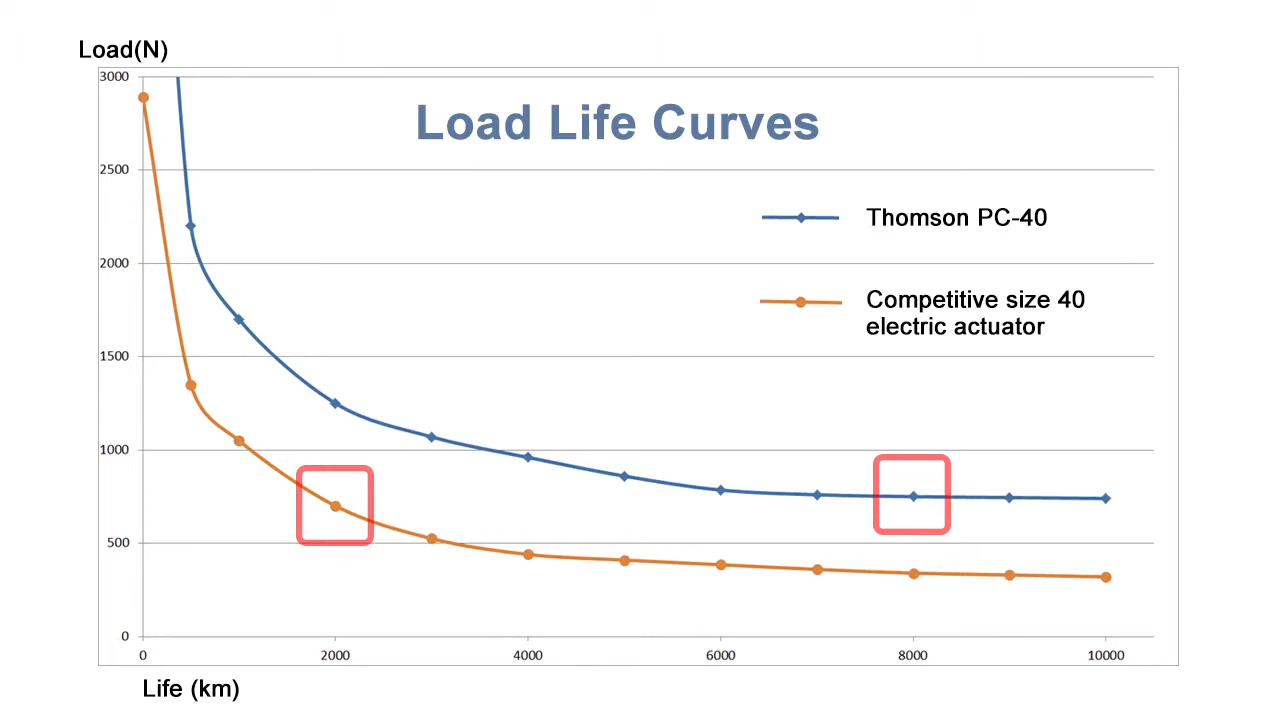 Load(N)
3000
Load Life Curves
2500
Thomson PC-40
2000
Competitive size 40
electric actuator
1500
1000
500
0
0 2000 4000 6000 8000 10000
Life (km)